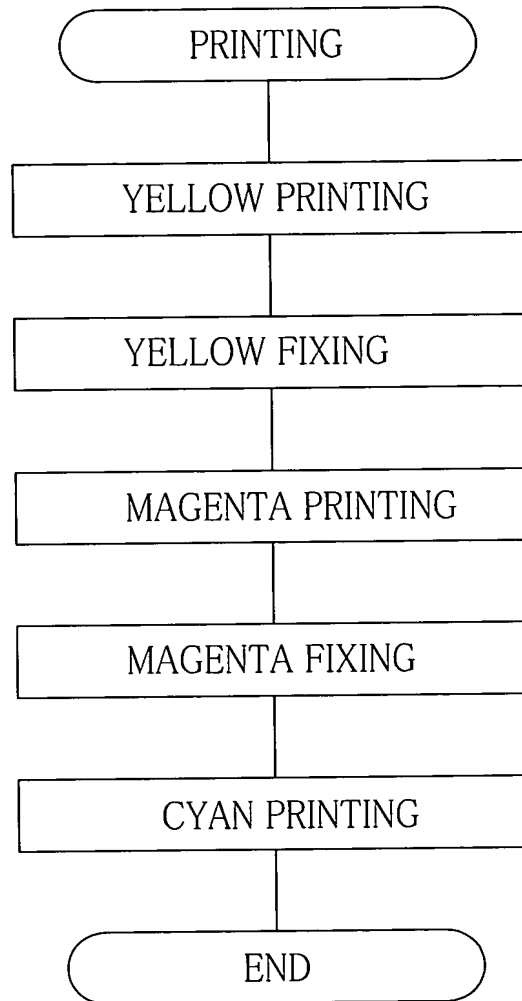 PRINTING
YELLOW PRINTING
YELLOW FIXING
MAGENTA PRINTING
MAGENTA FIXING
CYAN PRINTING
END